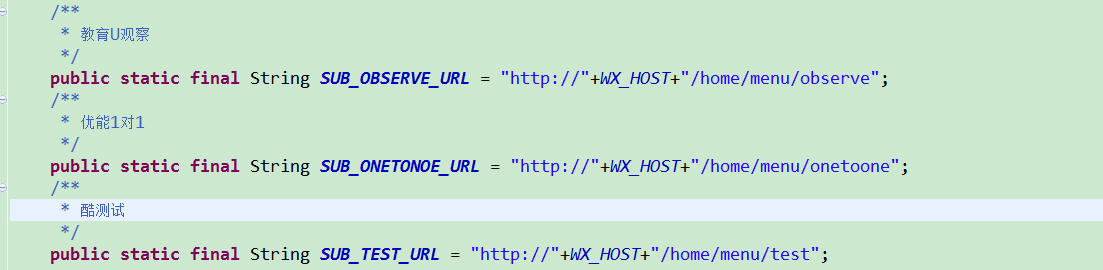 /**
* 教育U观察
*/
public static final String SUB_OBSERVE_URL = "http://"+WX_HOST+"/home/menu/observe";
/**
* 优能1对1
*/
public static final String SUB_ONETONOE_URL = "http://"+WX_HOST+"/home/menu/onetoone";
/**
* 酷测试
*/
public static final String SUB_TEST_URL = "http://"+WX_HOST+"/home/menu/test";